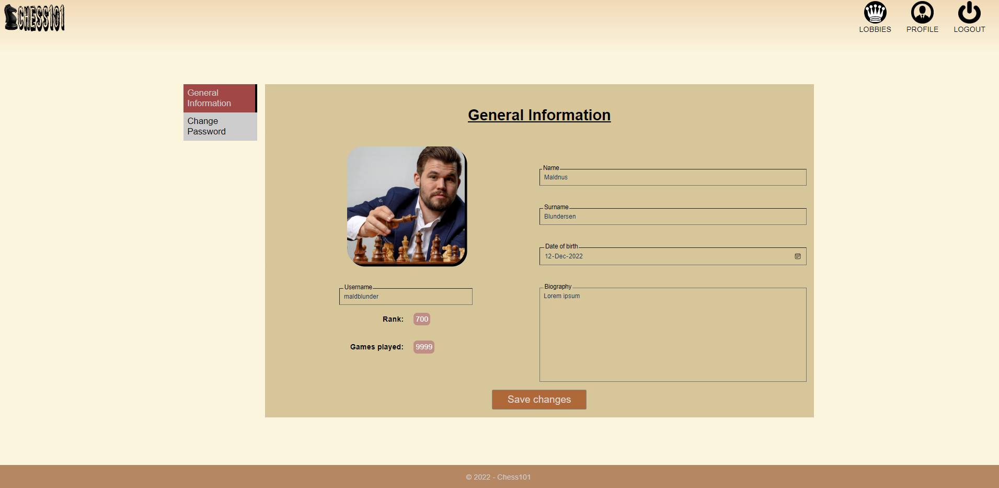 CHESS101
LOBBIES
PROFILE
LOGOUT
General
Information
Change
Password
General Information
Name
Maldnus
Surname
Blundersen
Date of birth
12-Dec-2022
Username
maldblunder
Rank: 700
Games played: 9999
Biography
Lorem ipsum
Save changes
© 2022 - Chess101